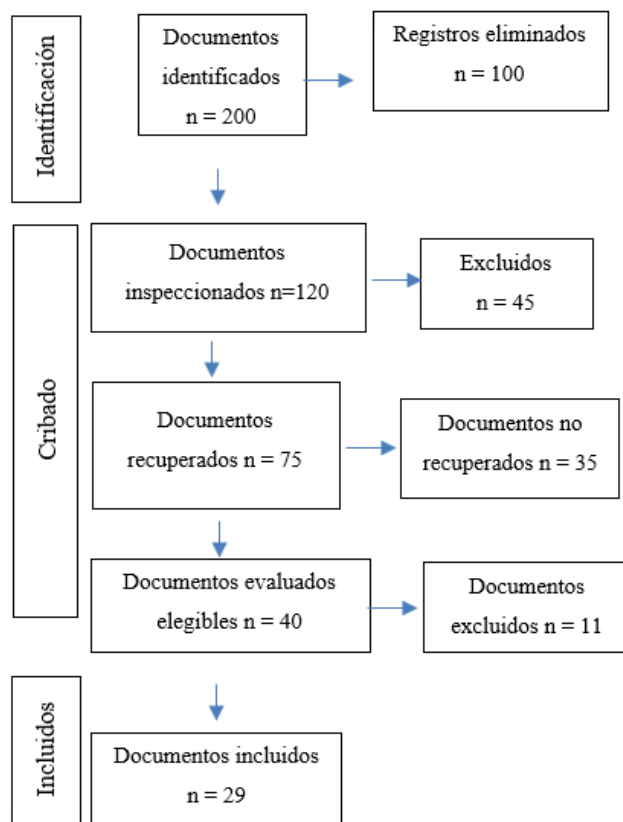 Identificación
Documentos
identificados
n = 200
Registros eliminados
n = 100
Cribado
Documentos
inspeccionados n=120
Excluidos
n = 45
Documentos
recuperados n = 75
Documentos no
recuperados n = 35
Documentos evaluados
elegibles n = 40
Documentos
excluidos n = 11
Incluidos
Documentos incluidos
n = 29